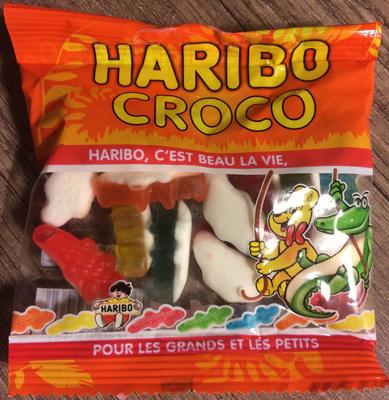 HARIBO
CROCO
HARIBO, C'EST BEAU LA VIE,
HARIBO
POUR LES GRANDS ET LES PETITS